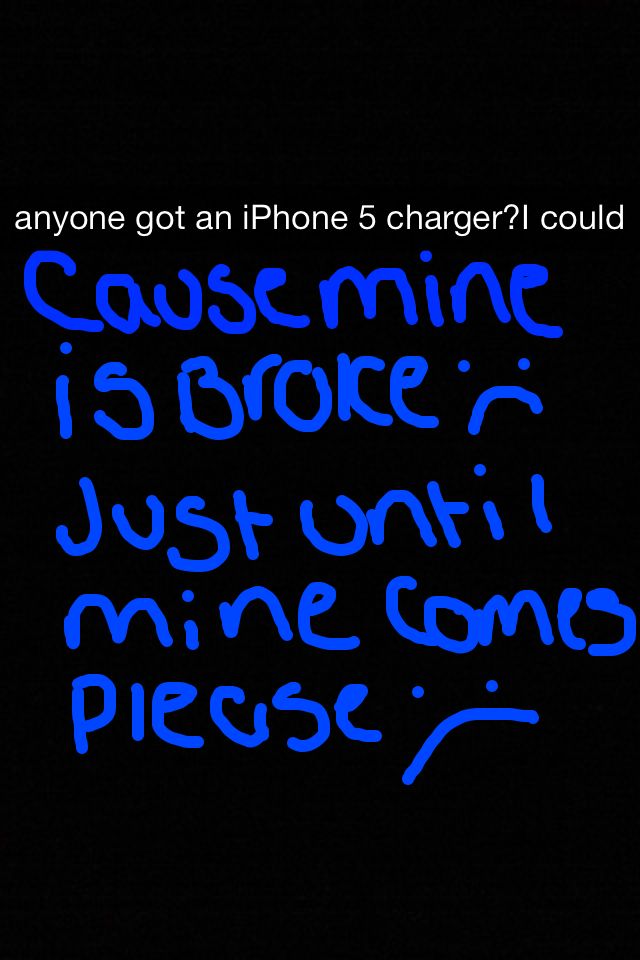 anyone got an iPhone 5 charger?I could
Cause mine
is Broke
Just until
mine comes
please